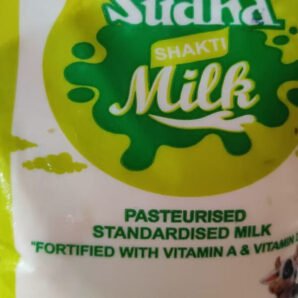 Sudha
SHAKTI
Milk
PASTEURISED
STANDARDISED MILK
"FORTIFIED WITH VITAMIN A & VITAMIN